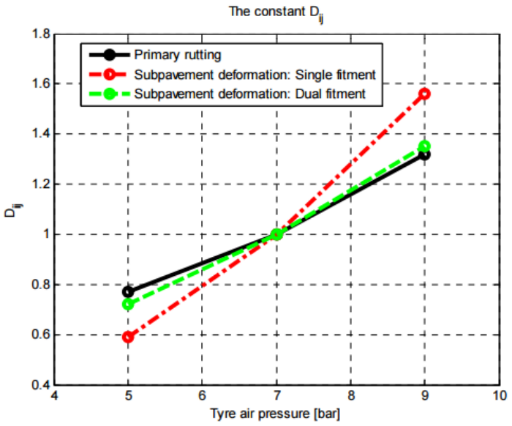 The constant D_ij
1.8
Primary rutting
Subpavement deformation: Single fitment
Subpavement deformation: Dual fitment
1.6
1.4
1.2
D_ij
1
0.8
0.6
0.4
4 5 6 7 8 9 10
Tyre air pressure [bar]